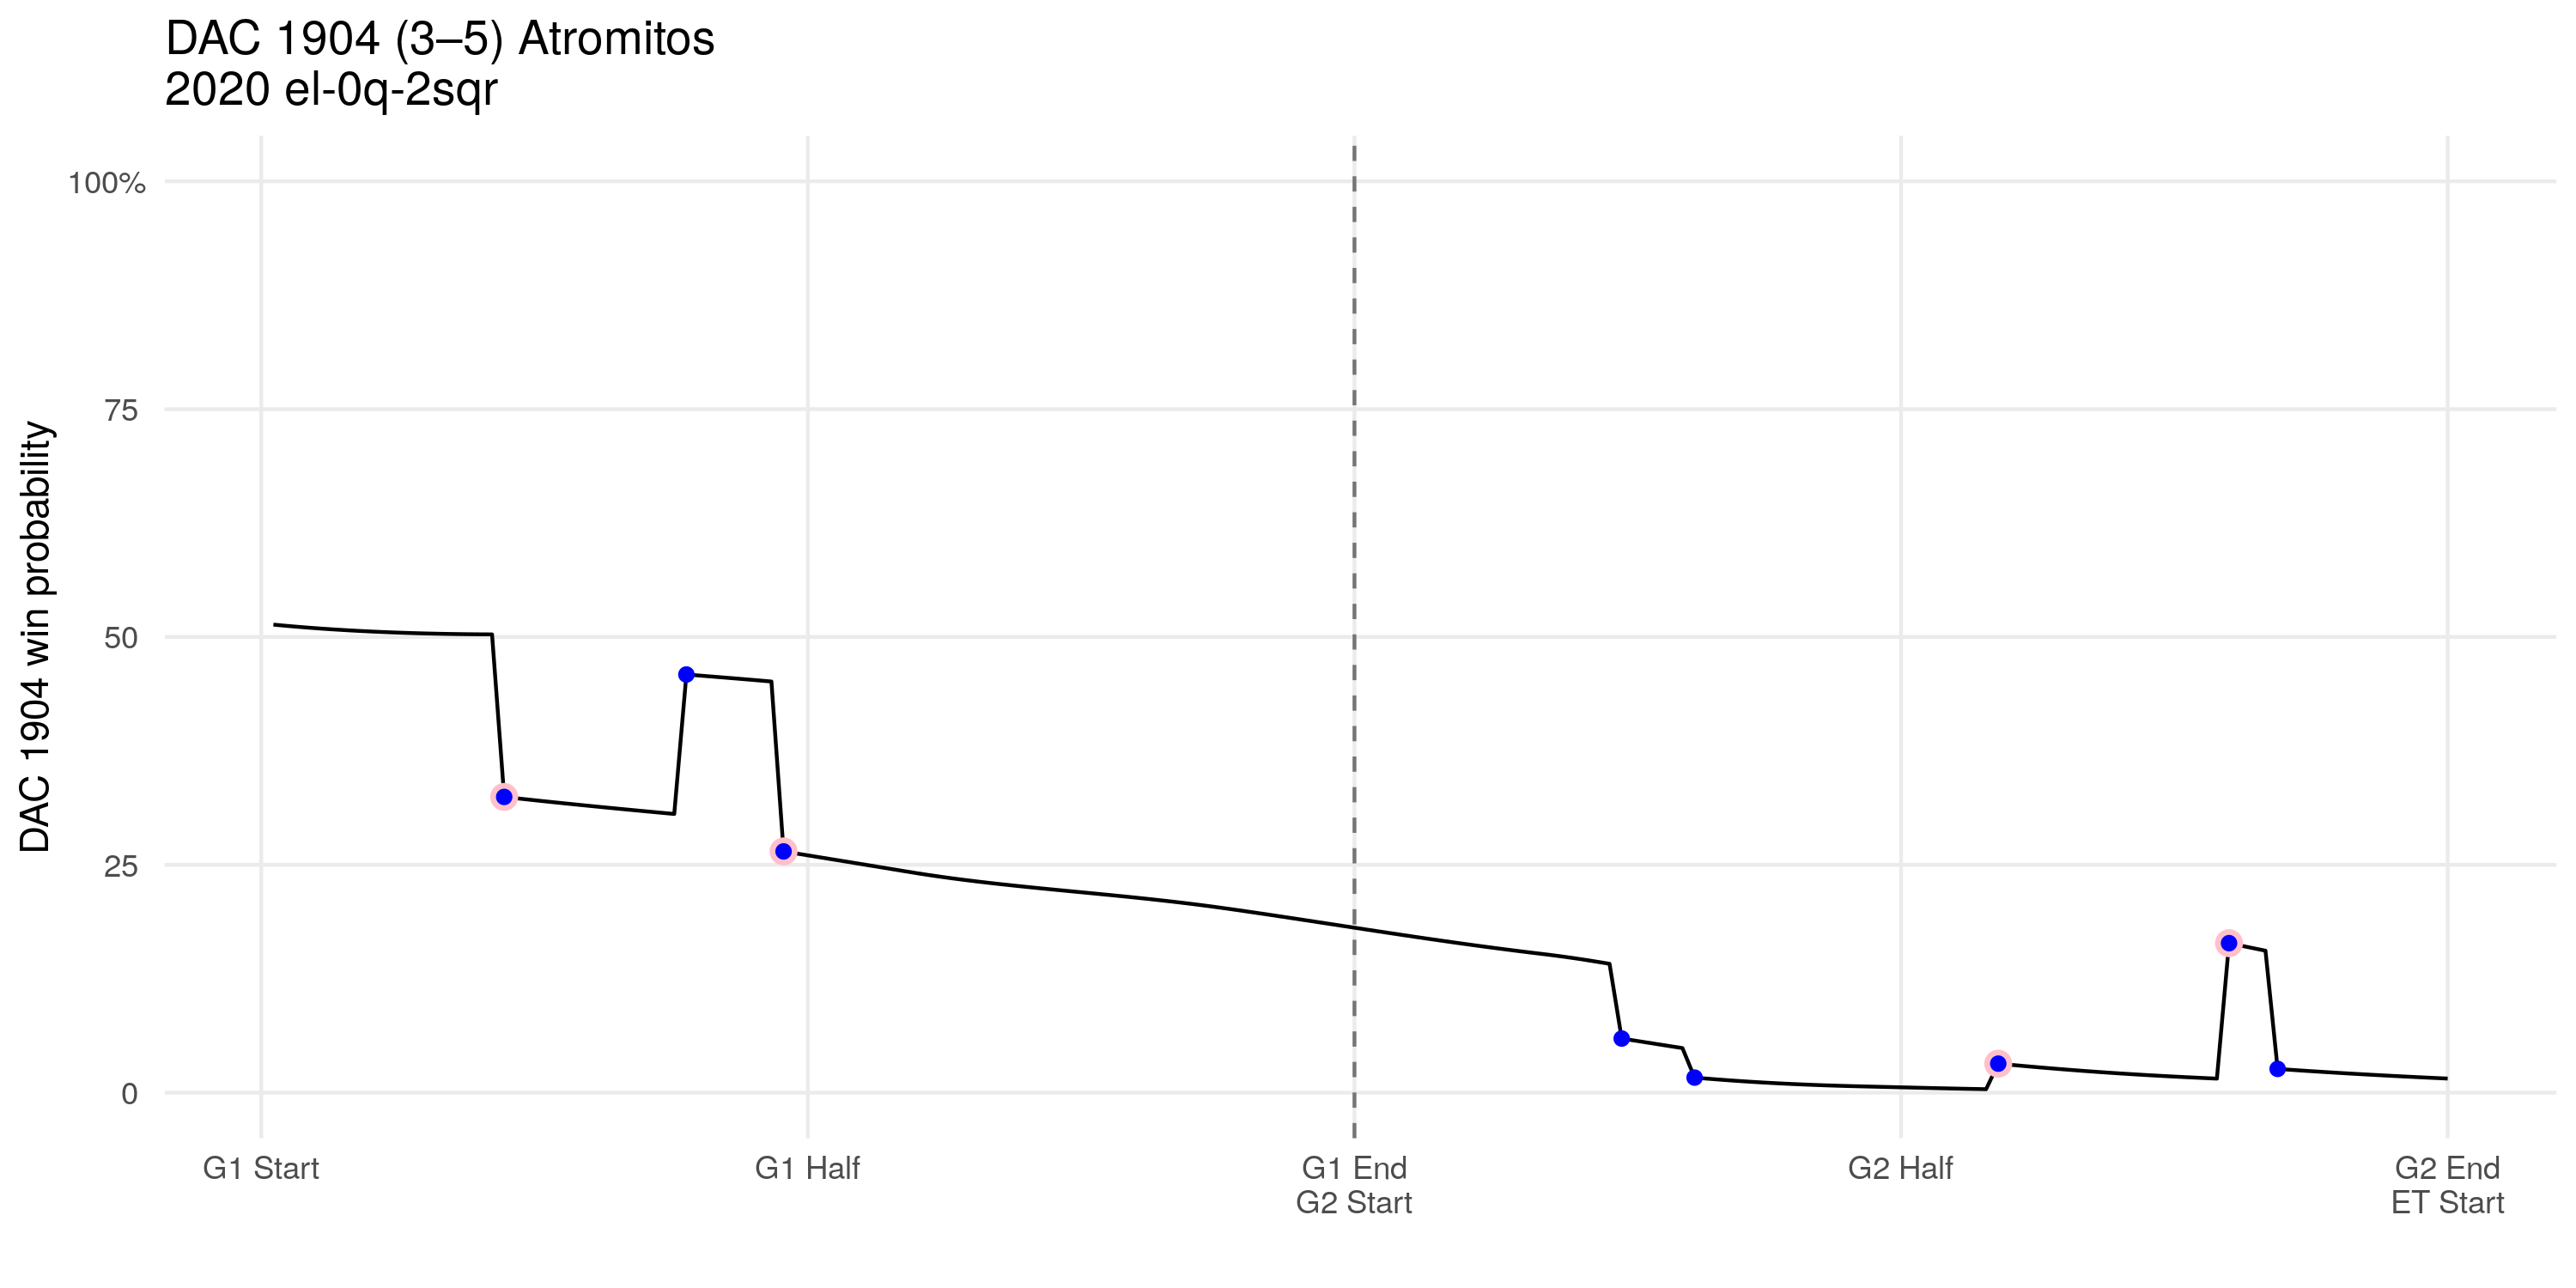 DAC 1904 (3–5) Atromitos
2020 el-0q-2sqr
DAC 1904 win probability
100%
75
50
25
0
G1 Start
G1 Half
G1 End
G2 Start
G2 Half
G2 End
ET Start